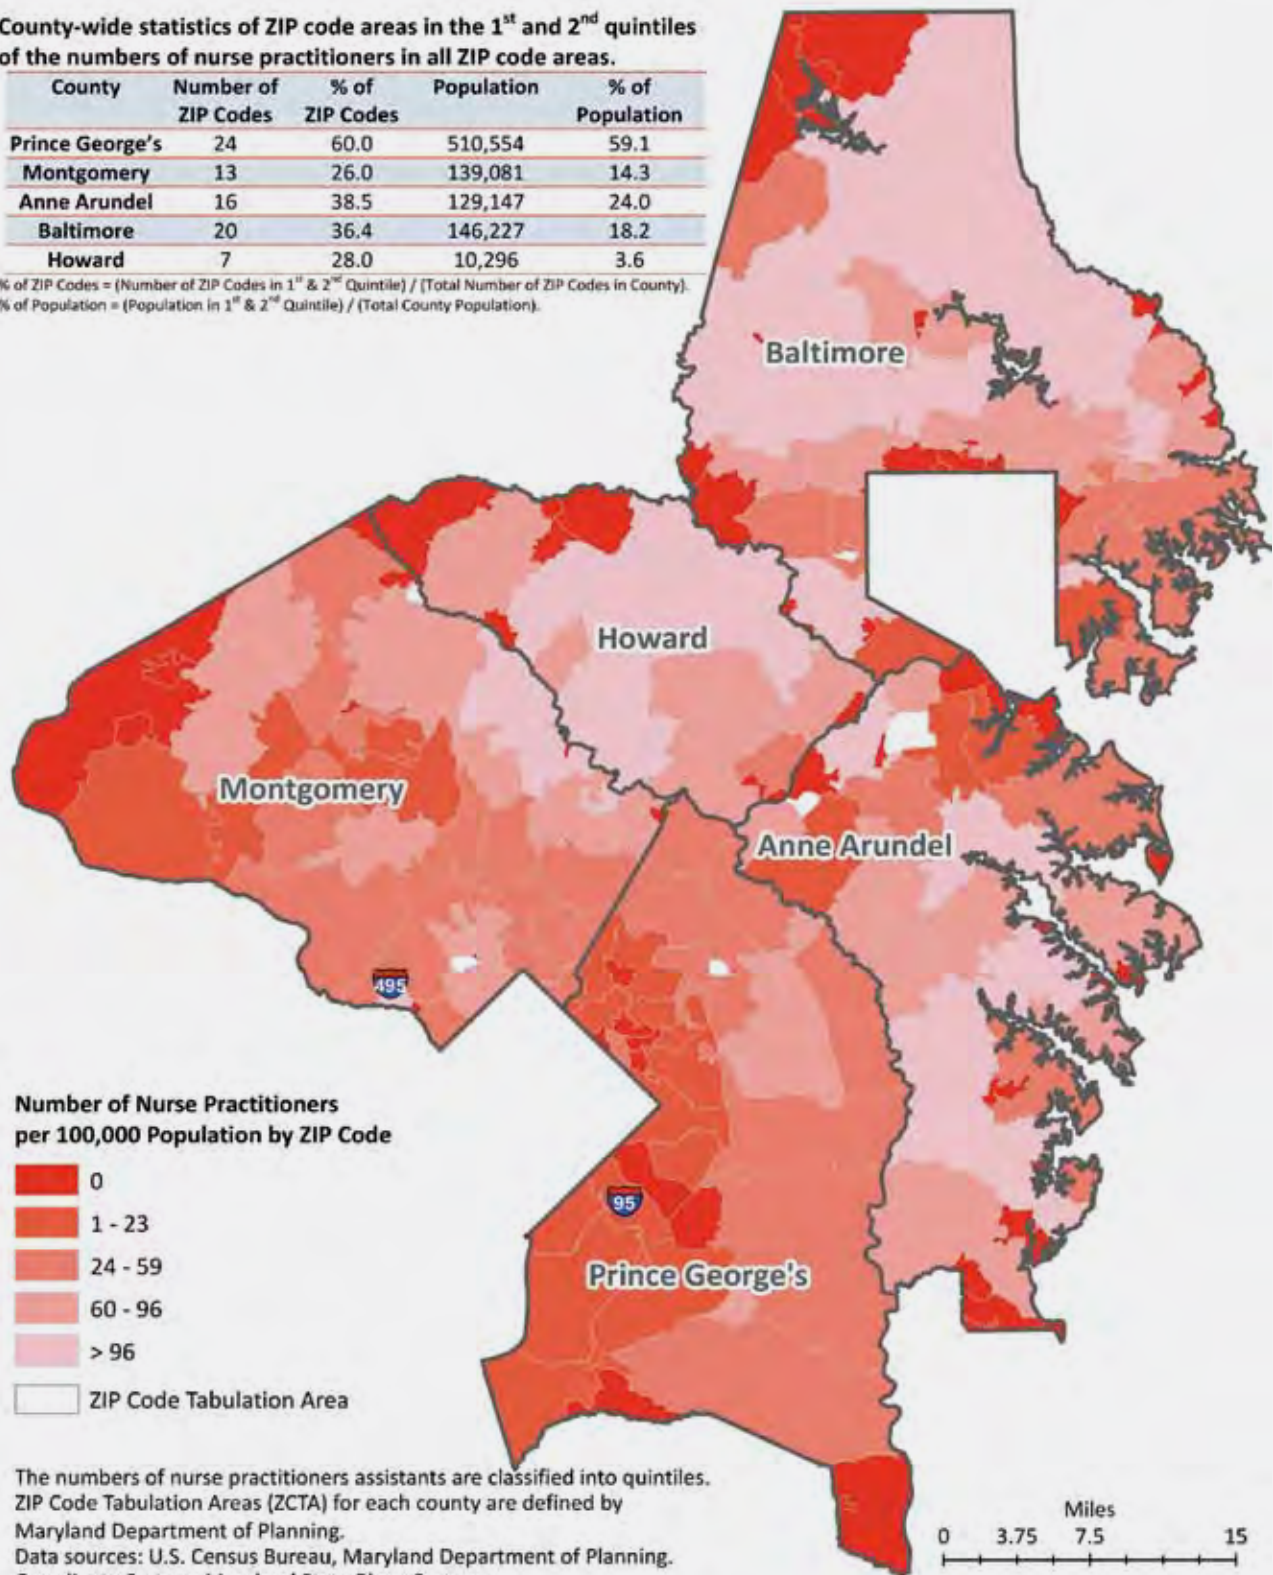 County-wide statistics of ZIP code areas in the 1st and 2nd quintiles
of the numbers of nurse practitioners in all ZIP code areas.
County Number of ZIP Codes % of ZIP Codes Population % of Population
Prince George's 24 60.0 510,554 59.1
Montgomery 13 26.0 139,081 14.3
Anne Arundel 16 38.5 129,147 24.0
Baltimore 20 36.4 146,227 18.2
Howard 7 28.0 10,296 3.6
% of ZIP Codes = (Number of ZIP Codes in 1st & 2nd Quintile) / (Total Number of ZIP Codes in County).
% of Population = (Population in 1st & 2nd Quintile) / (Total County Population).
Baltimore
Howard
Montgomery
Anne Arundel
495
95
Prince George's
Number of Nurse Practitioners
per 100,000 Population by ZIP Code
0
1 - 23
24 - 59
60 - 96
> 96
ZIP Code Tabulation Area
The numbers of nurse practitioners assistants are classified into quintiles.
ZIP Code Tabulation Areas (ZCTA) for each county are defined by
Maryland Department of Planning.
Data sources: U.S. Census Bureau, Maryland Department of Planning.
Miles
0 3.75 7.5 15